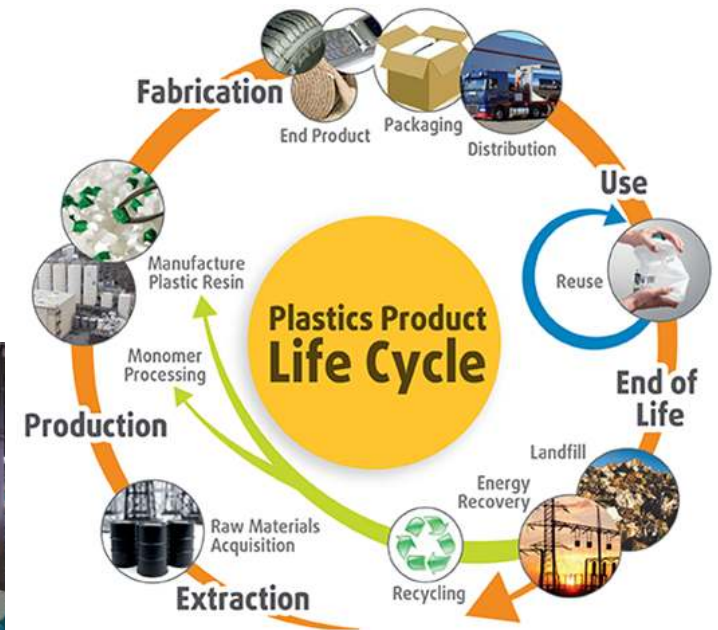 Fabrication
End Product
Packaging
Distribution
Use
Reuse
Manufacture
Plastic Resin
Plastics Product
Life Cycle
Monomer
Processing
End of
Life
Production
Landfill
Energy
Recovery
Raw Materials
Acquisition
Recycling
Extraction